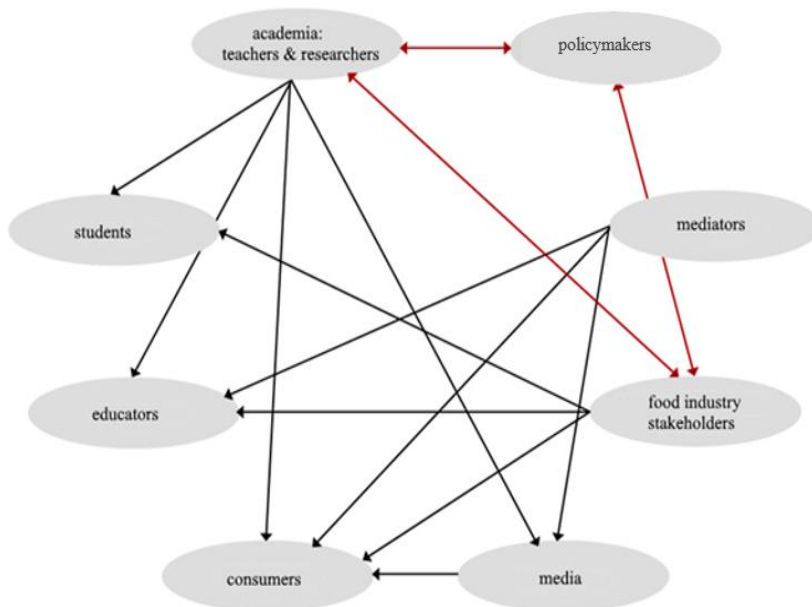 academia:
teachers & researchers
policymakers
students
mediators
educators
food industry
stakeholders
consumers
media